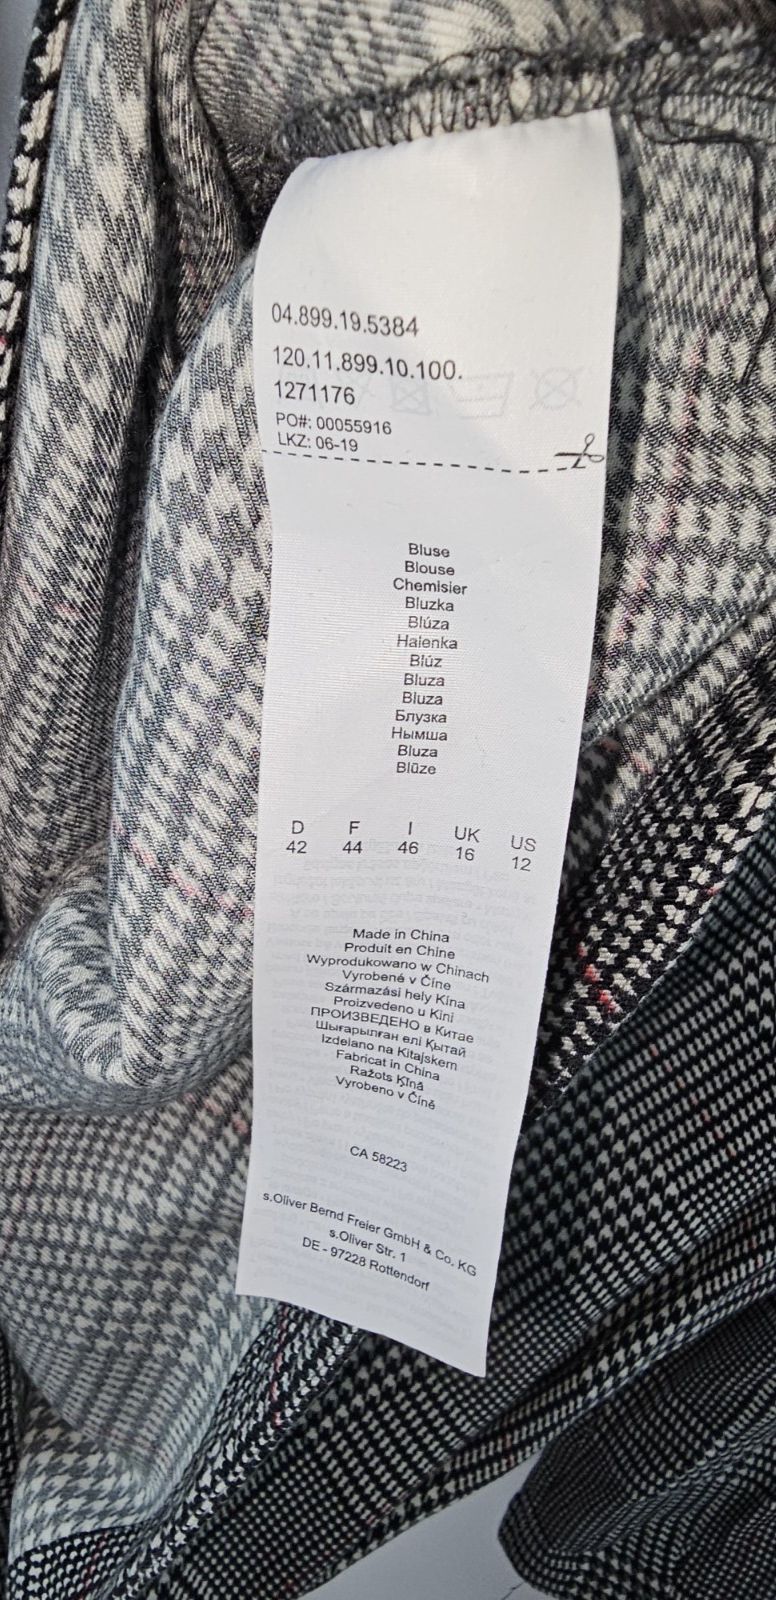 04.899.19.5384
120.11.899.10.100.
1271176
PO#: 00055916
LKZ: 06-19
Bluse
Blouse
Chemisier
Bluzka
Blúza
Halenka
Blúz
Bluza
Bluza
Блузка
Нымша
Bluza
Blūze
D F I UK US
42 44 46 16 12
Made in China
Produit en Chine
Wyprodukowano w Chinach
Vyrobené v Číne
Származási hely Kína
Proizvedeno u Kini
ПРОИЗВЕДЕНО в Китае
Шығарылған елі Қытай
Izdelano na Kitajskem
Fabricat in China
Ražots Ķīnā
Vyrobeno v Číně
CA 58223
s.Oliver Bernd Freier GmbH & Co. KG
s.Oliver Str. 1
DE - 97228 Rottendorf